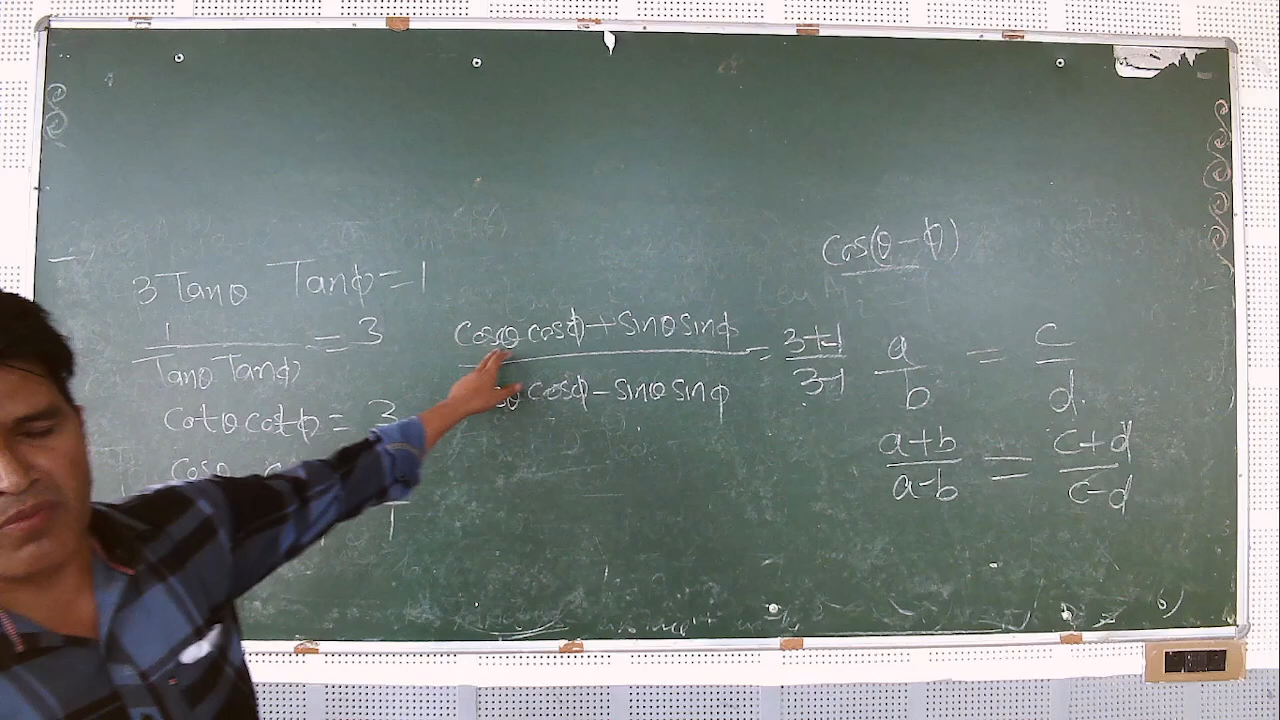 3 Tanθ Tanϕ = 1
1 / Tanθ Tanϕ = 3
cotθ cotϕ = 3
cosθ
1
cosθ cosϕ + sinθ sinϕ / θ cosϕ − sinθ sinϕ = 3+1 / 3-1
cos(θ − ϕ)
a / b = c / d
a+b / a-b = c+d / c-d